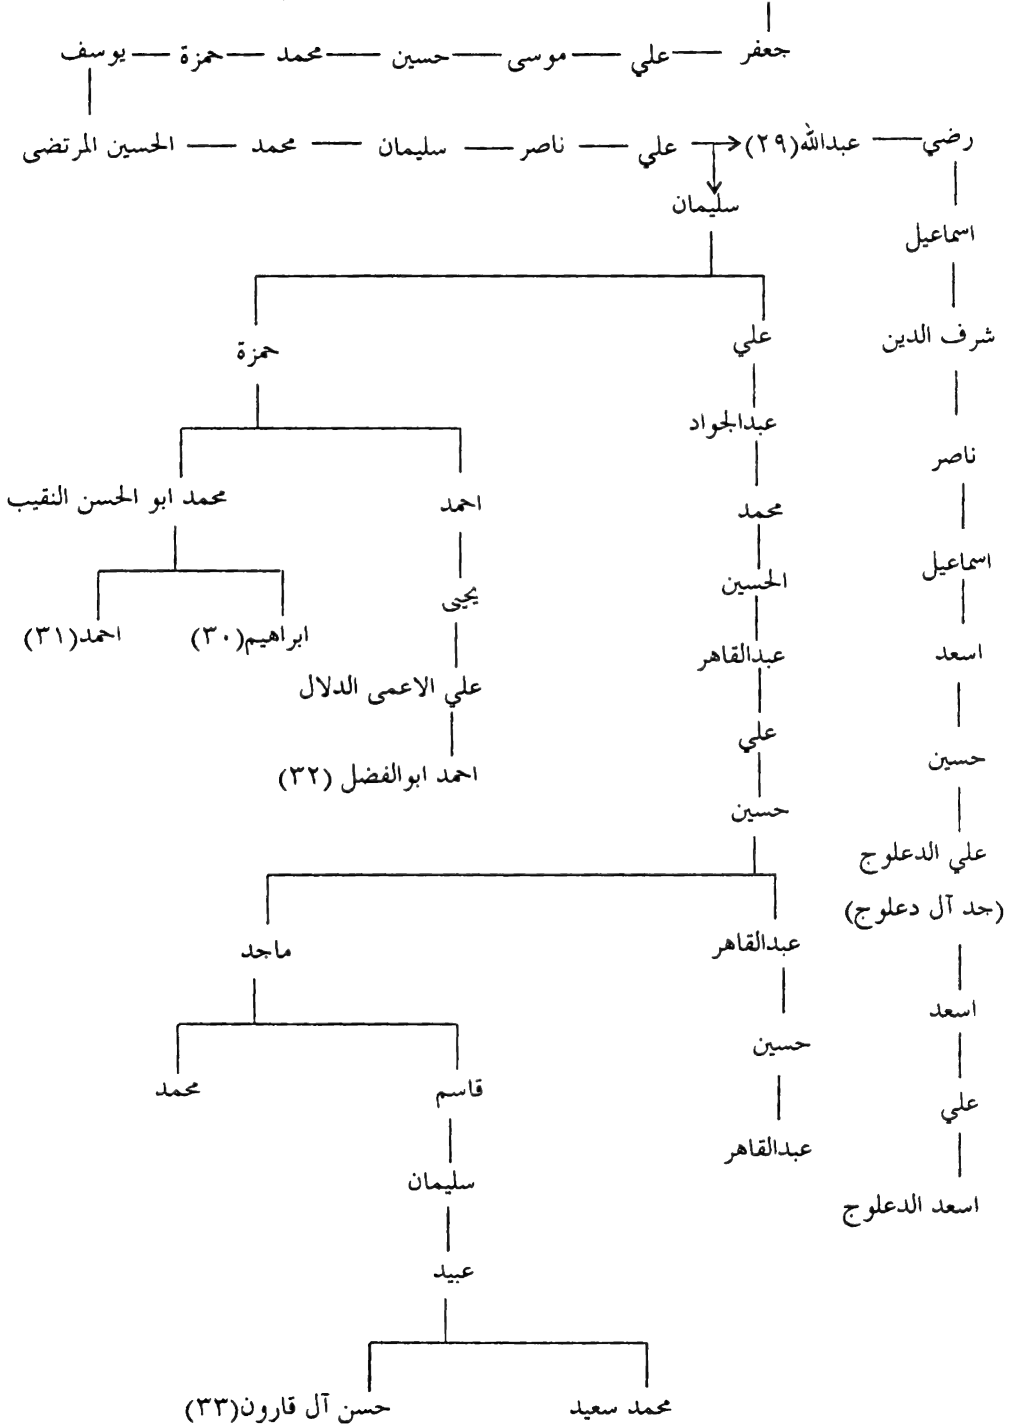 جعفر علي موسى حسين محمد حمزة يوسف
رضي عبدالله(٢٩) علي ناصر سليمان محمد الحسين المرتضى
سليمان
اسماعيل
شرف الدين
علي
حمزة
عبدالجواد
ناصر
محمد ابو الحسن النقيب
احمد
محمد
اسماعيل
الحسين
يحيى
ابراهيم(٣٠)
احمد(٣١)
اسعد
عبدالقاهر
علي الاعمى الدلال
علي
حسين
احمد ابوالفضل (٣٢)
حسين
علي الدعلوج
(جد آل دعلوج)
عبدالقاهر
ماجد
اسعد
حسين
قاسم
محمد
علي
عبدالقاهر
سليمان
اسعد الدعلوج
عبيد
محمد سعيد
حسن آل قارون(٣٣)